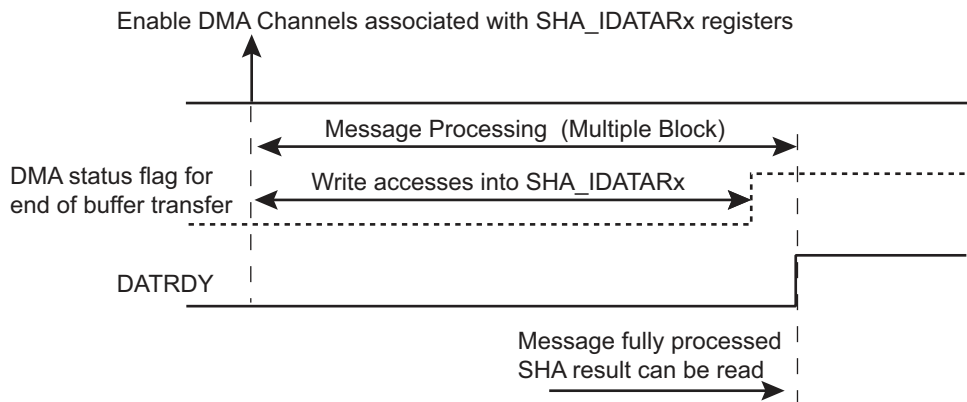 Enable DMA Channels associated with SHA_IDATARx registers
Message Processing (Multiple Block)
DMA status flag for
end of buffer transfer
Write accesses into SHA_IDATARx
DATRDY
Message fully processed
SHA result can be read